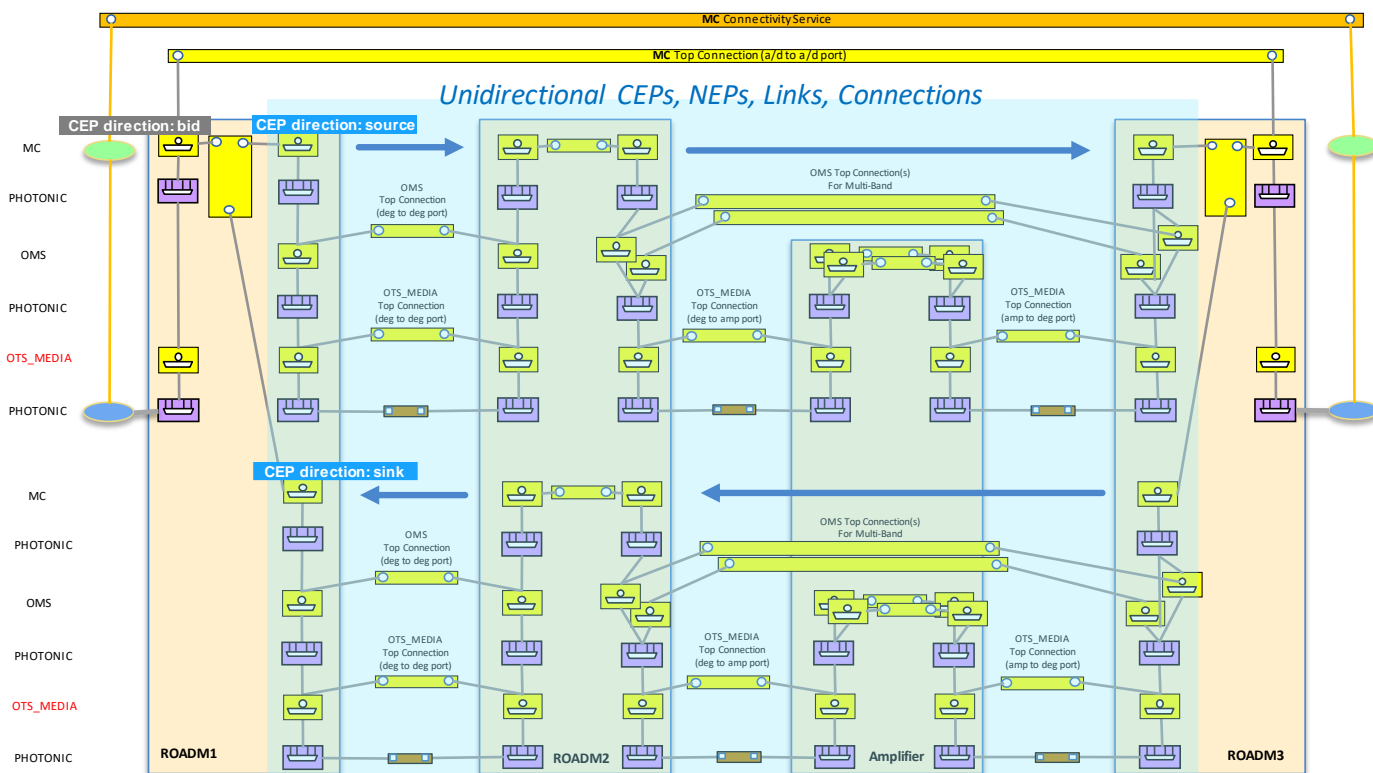 MC Connectivity Service
MC Top Connection (a/d to a/d port)
Unidirectional CEPs, NEPs, Links, Connections
CEP direction: bid
CEP direction: source
MC
PHOTONIC
OMS
Top Connection
(deg to deg port)
OMS Top Connection(s)
For Multi-Band
OMS
PHOTONIC
OTS_MEDIA
Top Connection
(deg to deg port)
OTS_MEDIA
Top Connection
(deg to amp port)
OTS_MEDIA
Top Connection
(amp to deg port)
OTS_MEDIA
PHOTONIC
CEP direction: sink
MC
PHOTONIC
OMS
Top Connection
(deg to deg port)
OMS Top Connection(s)
For Multi-Band
OMS
PHOTONIC
OTS_MEDIA
Top Connection
(deg to deg port)
OTS_MEDIA
Top Connection
(deg to amp port)
OTS_MEDIA
Top Connection
(amp to deg port)
OTS_MEDIA
PHOTONIC
ROADM1
ROADM2
Amplifier
ROADM3